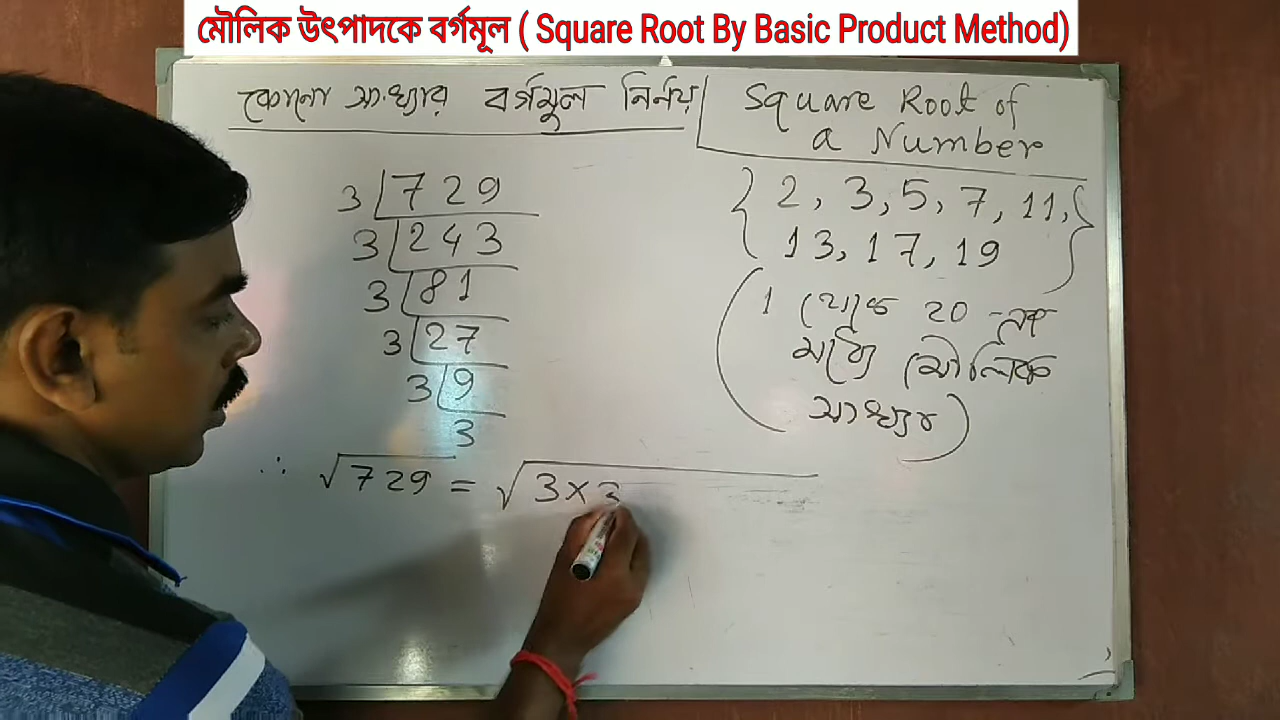 মৌলিক উৎপাদকে বর্গমূল ( Square Root By Basic Product Method)
কোনো সংখ্যার বর্গমুল নির্নয়
Square Root of
a Number
3 729
3 243
3 81
3 27
3 9
3
∴ √729 = √3×3
{2, 3, 5, 7, 11,
13, 17, 19}
(1 থেকে 20 এর
মধ্যে মৌলিক
সংখ্যার)